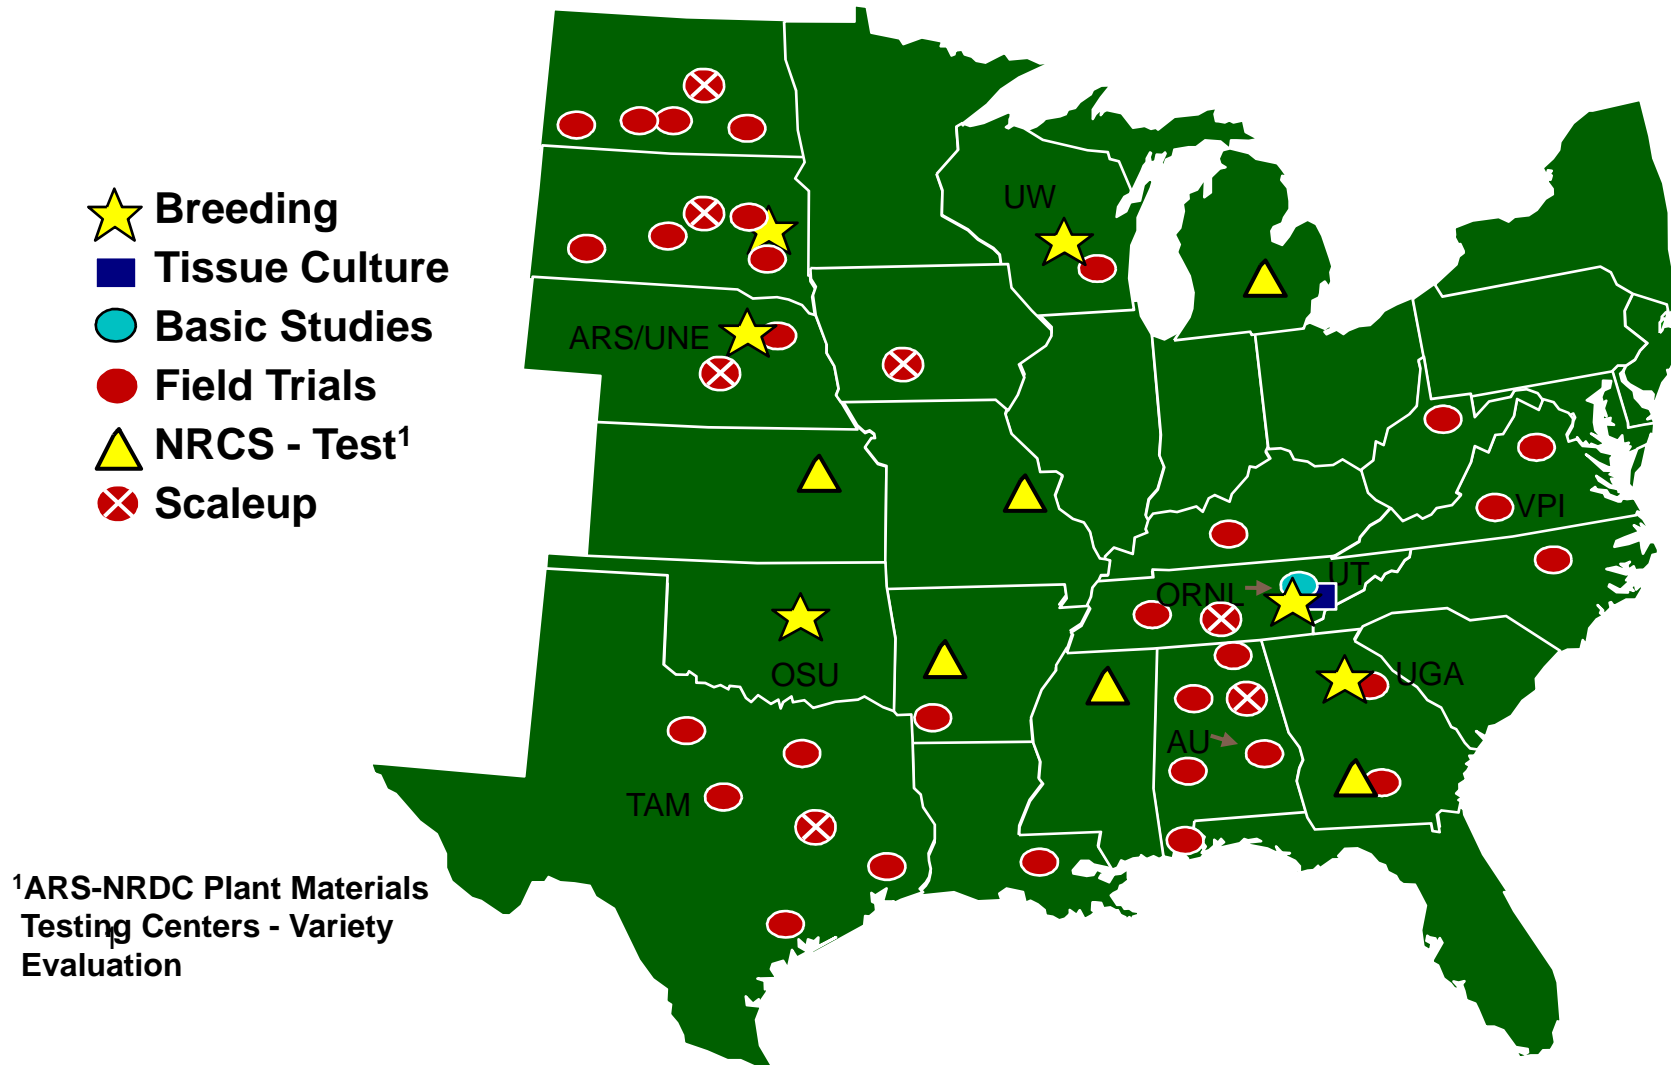 Breeding
Tissue Culture
Basic Studies
Field Trials
NRCS - Test¹
Scaleup
UW
ARS/UNE
VPI
UT
ORNL
OSU
UGA
AU
TAM
¹ARS-NRDC Plant Materials
Testing Centers - Variety
1
Evaluation